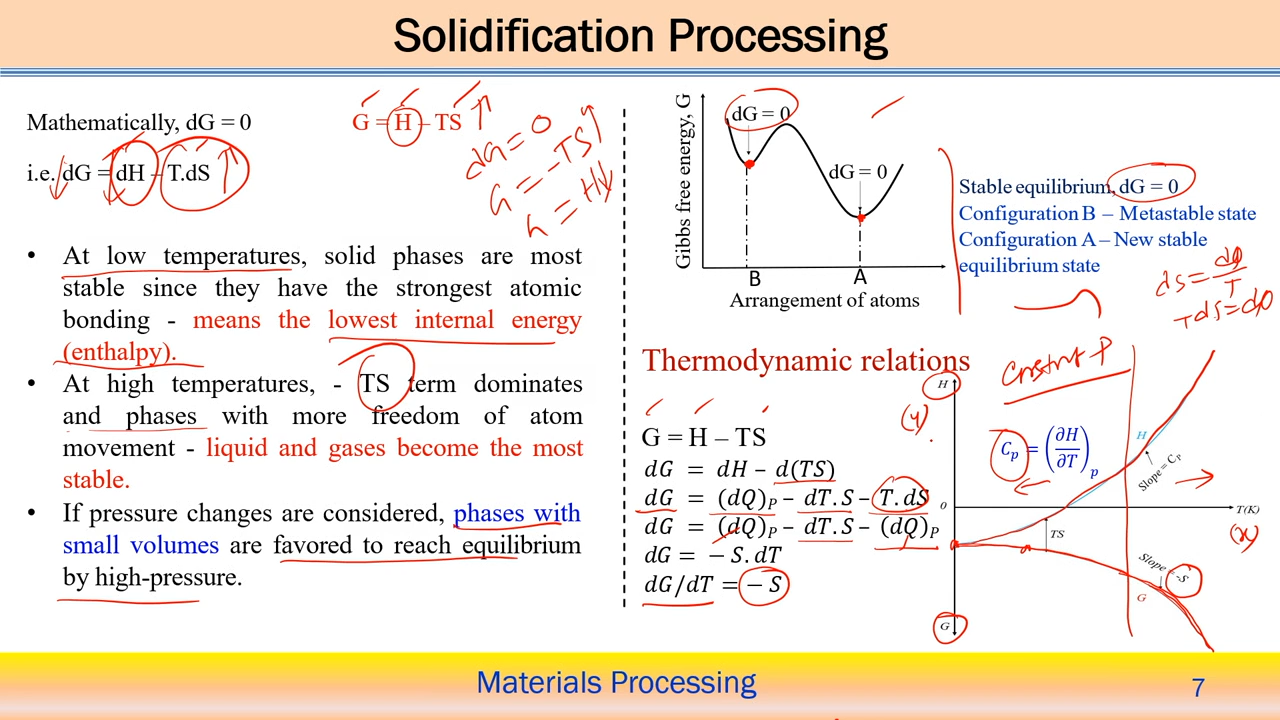 Solidification Processing
Mathematically, dG = 0
i.e. dG = dH – T.dS
G = H – TS
dG = 0
G = -TS
G = H
• At low temperatures, solid phases are most
stable since they have the strongest atomic
bonding - means the lowest internal energy
(enthalpy).
• At high temperatures, - TS term dominates
and phases with more freedom of atom
movement - liquid and gases become the most
stable.
• If pressure changes are considered, phases with
small volumes are favored to reach equilibrium
by high-pressure.
Gibbs free energy, G
dG = 0
dG = 0
B
A
Arrangement of atoms
Stable equilibrium, dG = 0
Configuration B – Metastable state
Configuration A – New stable
equilibrium state
dS = dQ/T
TdS = dQ
Thermodynamic relations
G = H – TS
dG = dH – d(TS)
dG = (dQ)P – dT.S – T.dS
dG = (dQ)P – dT.S – (dQ)P
dG = – S.dT
dG/dT = – S
H
(y)
Constant P
Cp = (∂H/∂T)p
H
Slope = CP
0
T(K)
(x)
TS
Slope = -S
G
G
Materials Processing
7